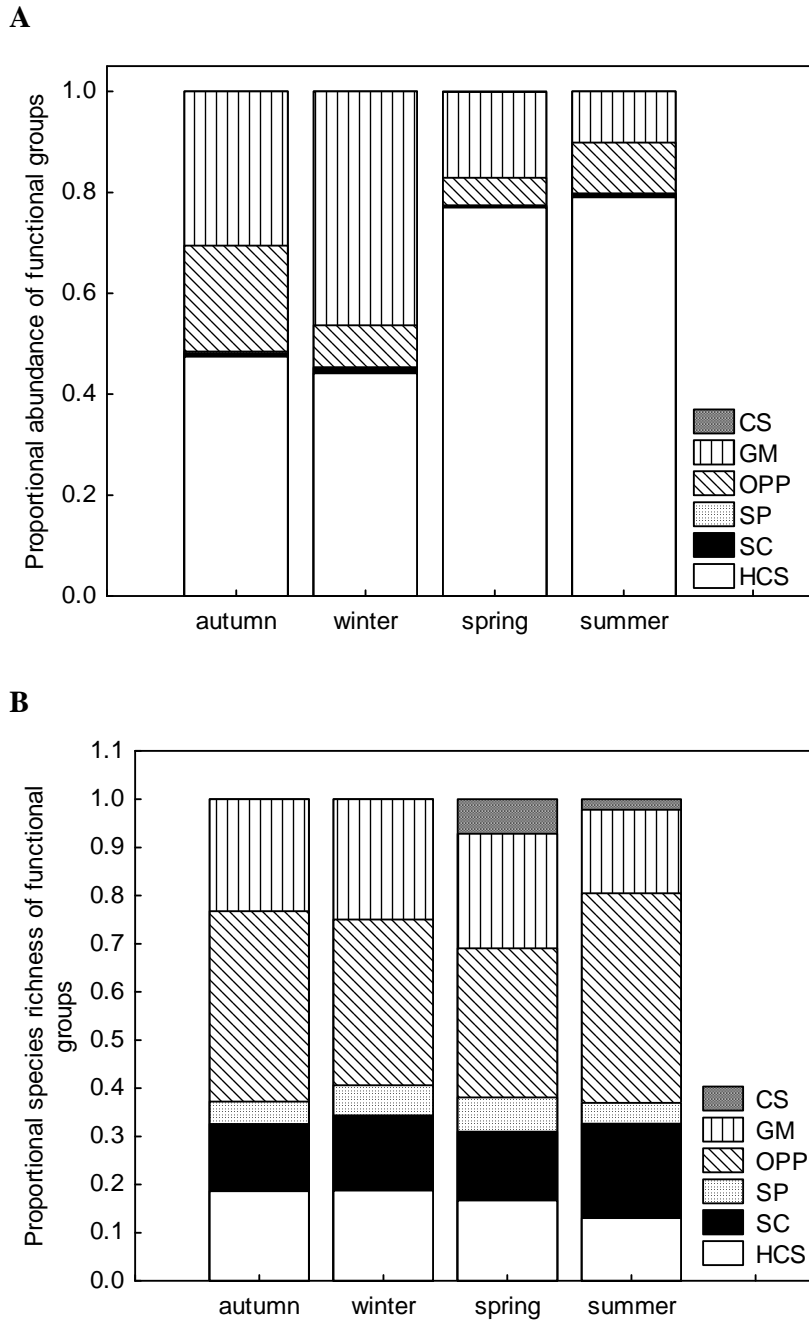 A
Proportional abundance of functional groups
1.0
0.8
0.6
0.4
0.2
0.0
CS
GM
OPP
SP
SC
HCS
autumn winter spring summer
B
Proportional species richness of functional
groups
1.1
1.0
0.9
0.8
0.7
0.6
0.5
0.4
0.3
0.2
0.1
0.0
CS
GM
OPP
SP
SC
HCS
autumn winter spring summer